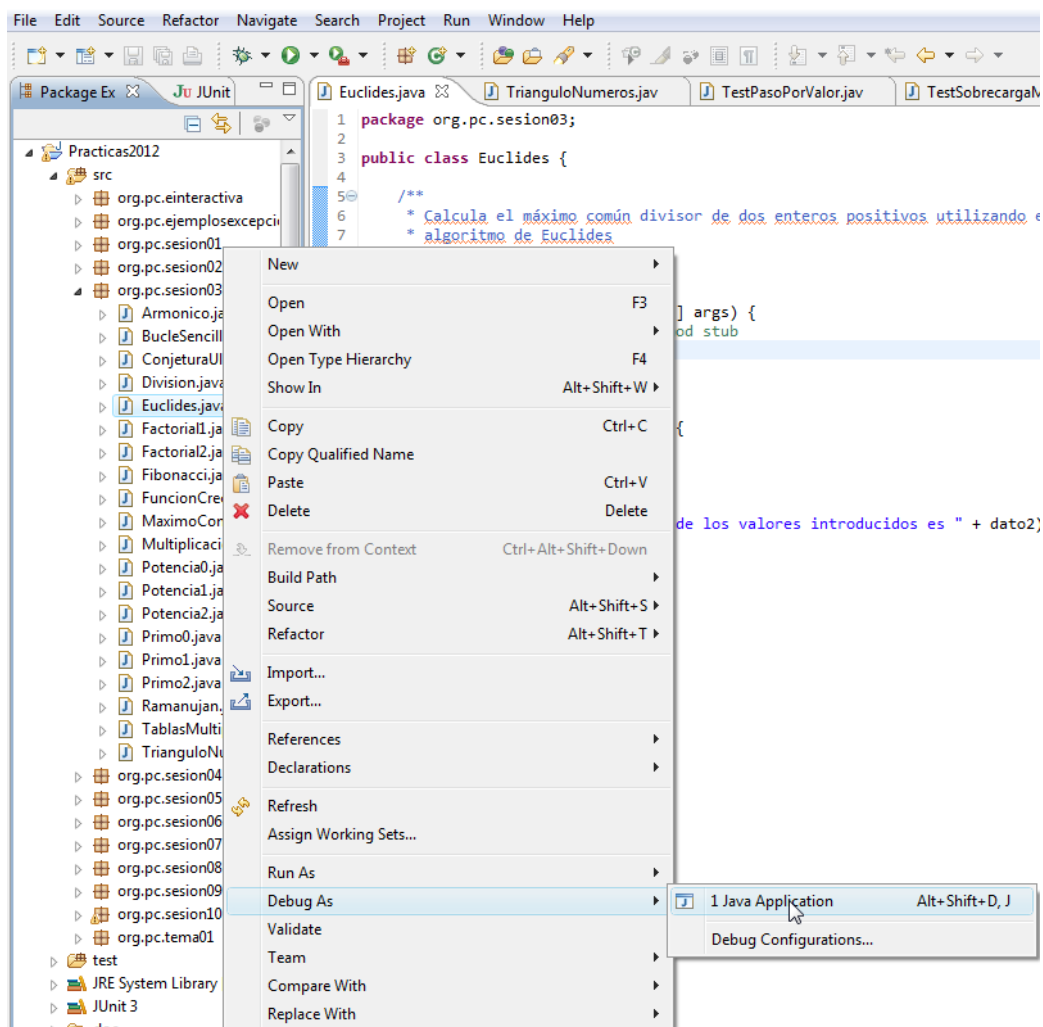 File Edit Source Refactor Navigate Search Project Run Window Help
Package Ex JUnit
Euclides.java TrianguloNumeros.jav TestPasoPorValor.jav TestSobrecargaM
Practicas2012
src
org.pc.einteractiva
org.pc.ejemplosexcepci
org.pc.sesion01
org.pc.sesion02
org.pc.sesion03
Armonico.ja
BucleSencill
ConjeturaUl
Division.java
Euclides.java
Factorial1.ja
Factorial2.ja
Fibonacci.ja
FuncionCre
MaximoCor
Multiplicaci
Potencia0.ja
Potencia1.ja
Potencia2.ja
Primo0.java
Primo1.java
Primo2.java
Ramanujan.
TablasMulti
TrianguloNu
org.pc.sesion04
org.pc.sesion05
org.pc.sesion06
org.pc.sesion07
org.pc.sesion08
org.pc.sesion09
org.pc.sesion10
org.pc.tema01
test
JRE System Library
JUnit 3
1 package org.pc.sesion03;
2
3 public class Euclides {
4
5 /**
6 * Calcula el máximo común divisor de dos enteros positivos utilizando e
7 * algoritmo de Euclides
] args) {
od stub
{
de los valores introducidos es " + dato2)
New
Open F3
Open With
Open Type Hierarchy F4
Show In Alt+Shift+W
Copy Ctrl+C
Copy Qualified Name
Paste Ctrl+V
Delete Delete
Remove from Context Ctrl+Alt+Shift+Down
Build Path
Source Alt+Shift+S
Refactor Alt+Shift+T
Import...
Export...
References
Declarations
Refresh
Assign Working Sets...
Run As
Debug As
Validate
Team
Compare With
Replace With
1 Java Application Alt+Shift+D, J
Debug Configurations...